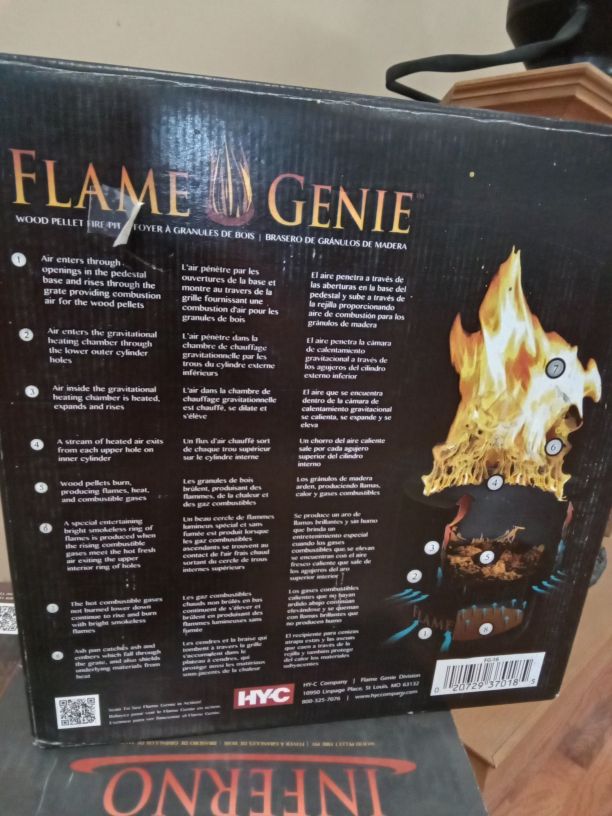 FLAME GENIE
WOOD PELLET FIRE PIT FOYER À GRANULES DE BOIS | BRASERO DE GRÁNULOS DE MADERA
1
Air enters through
openings in the pedestal
base and rises through the
grate providing combustion
air for the wood pellets
L'air pénètre par les
ouvertures de la base et
montre au travers de la
grille fournissant une
combustion d'air pour les
granules de bois
El aire penetra a través de
las aberturas en la base del
pedestal y sube a través de
la rejilla proporcionando
aire de combustión para los
gránulos de madera
2
Air enters the gravitational
heating chamber through
the lower outer cylinder
holes
L'air pénètre dans la
chambre de chauffage
gravitationnelle par les
trous du cylindre externe
inférieurs
El aire penetra la cámara
de calentamiento
gravitacional a través de
los agujeros del cilindro
externo inferior
3
Air inside the gravitational
heating chamber is heated,
expands and rises
L'air dans la chambre de
chauffage gravitationnelle
est chauffé, se dilate et
s'élève
El aire que se encuentra
dentro de la cámara de
calentamiento gravitacional
se calienta, se expande y se
eleva
4
A stream of heated air exits
from each upper hole on
inner cylinder
Un flux d'air chauffé sort
de chaque trou supérieur
sur le cylindre interne
Un chorro del aire caliente
sale por cada agujero
superior del cilindro
interno
5
Wood pellets burn,
producing flames, heat,
and combustible gases
Les granules de bois
brûlent, produisant des
flammes, de la chaleur et
des gaz combustibles
Los gránulos de madera
arden, produciendo llamas,
calor y gases combustibles
6
A special entertaining
bright smokeless ring of
flames is produced when
the rising combustible
gases meet the hot fresh
air exiting the upper
interior ring of holes
Un beau cercle de flammes
lumineux spécial et sans
fumée est produit lorsque
les gaz combustibles
ascendants se trouvent au
contact de l'air frais chaud
sortant du cercle de trous
internes supérieurs
Se produce un aro de
llamas brillantes y sin humo
que brinda un
entretenimiento especial
cuando los gases
combustibles que se elevan
se encuentran con el aire
fresco caliente que sale de
los agujeros del aro
superior interior
The hot combustible gases
not burned lower down
continue to rise and burn
with bright smokeless
flames
Les gaz combustibles
chauds non brûlés en bas
continuent de s'élever et
brûlent en produisant des
flammes lumineuses sans
fumée
Los gases combustibles
calientes que no hayan
ardido abajo continúan
elevándose y se queman
con llamas brillantes que
no producen humo
Ash pan catches ash and
embers which fall through
the grate, and also shields
underlying materials from
heat
Les cendres et la braise qui
tombent à travers le grille
s'accumulent dans le
plateau à cendres, qui
protège aussi les matériaux
sous-jacents de la chaleur
El recipiente para cenizas
atrapa estas y las ascuas
que caen a través de la
rejilla y también protege
del calor los materiales
subyacentes
7
6
4
3
5
2
1
8
FLAME
Scan To See Flame Genie in Action!
HY-C
HY-C Company | Flame Genie Division
10950 Linpage Place, St Louis, MO 63132
800-325-7076 | www.hyccompany.com
FG-16
0 20729 37018 5
INFERNO